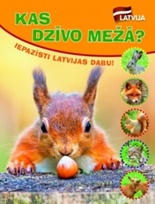 LATVIJA
KAS
DZĪVO MEŽĀ?
IEPAZĪSTI LATVIJAS DABU!